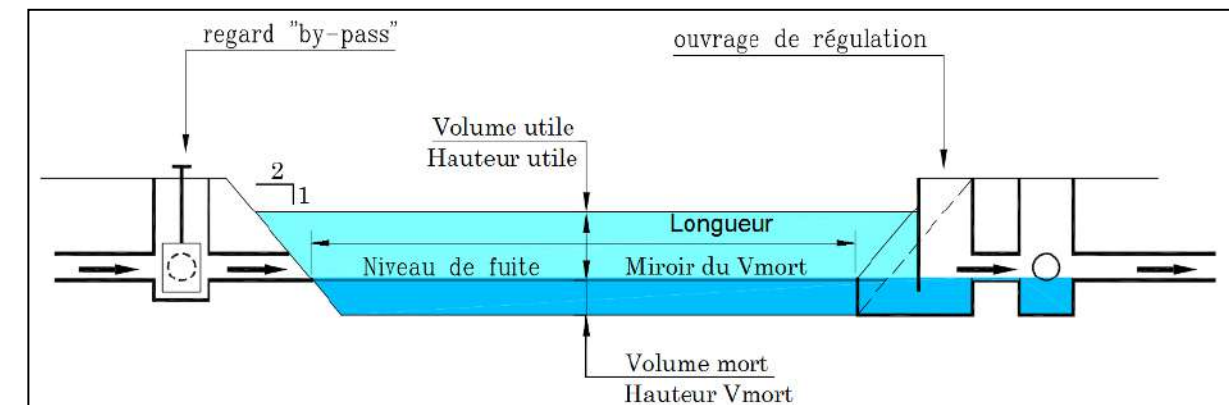 regard "by-pass"
ouvrage de régulation
Volume utile
Hauteur utile
2
1
Longueur
Niveau de fuite
Miroir du Vmort
Volume mort
Hauteur Vmort